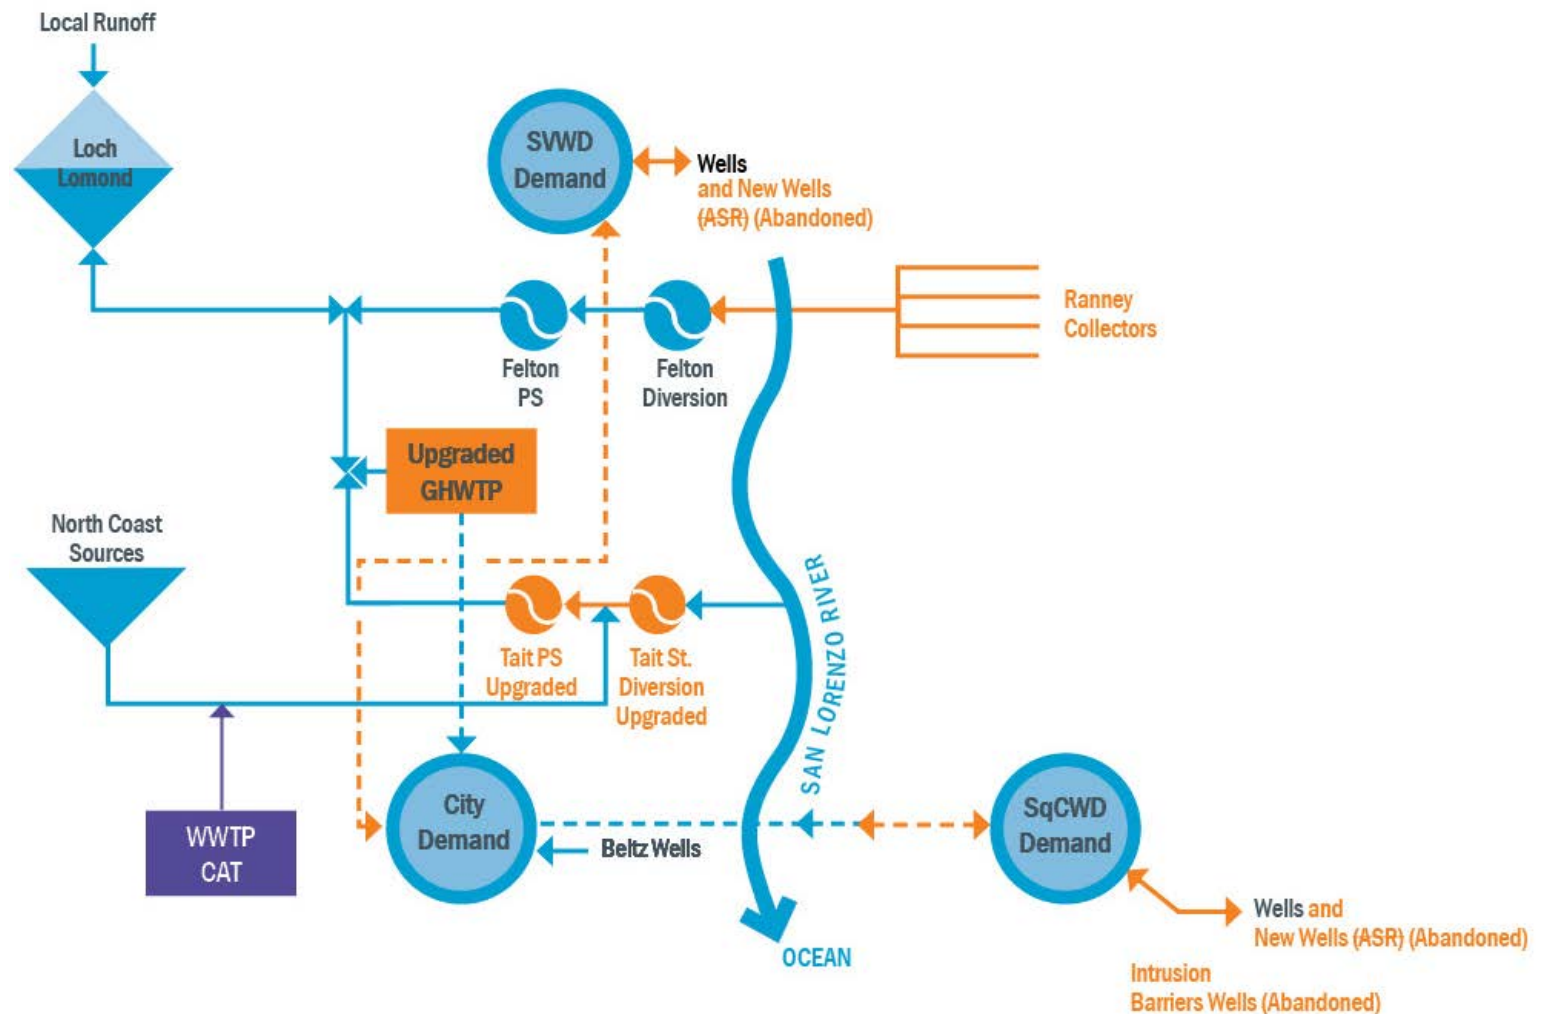 Local Runoff
Loch
Lomond
SVWD
Demand
Wells
and New Wells
(ASR) (Abandoned)
Ranney
Collectors
Felton
PS
Felton
Diversion
Upgraded
GHWTP
North Coast
Sources
Tait PS
Upgraded
Tait St.
Diversion
Upgraded
SAN LORENZO RIVER
WWTP
CAT
City
Demand
Beltz Wells
SqCWD
Demand
Wells and
New Wells (ASR) (Abandoned)
OCEAN
Intrusion
Barriers Wells (Abandoned)